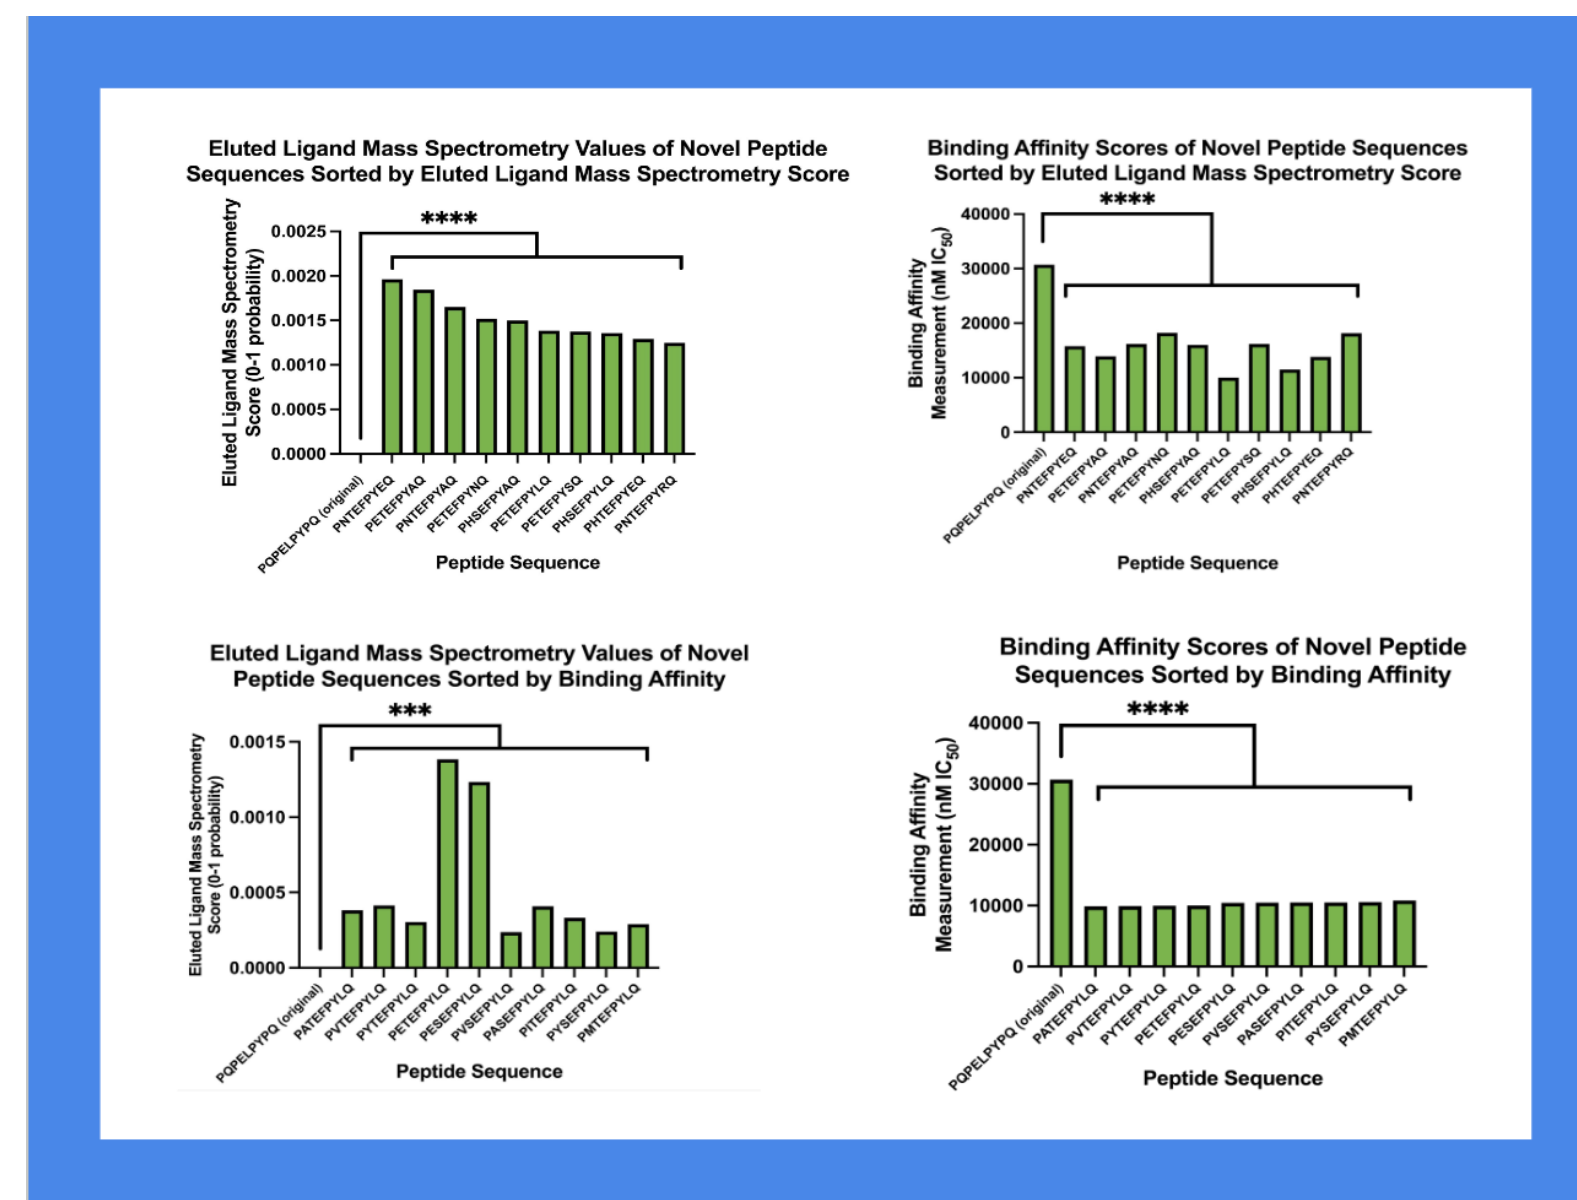 Eluted Ligand Mass Spectrometry Values of Novel Peptide
Sequences Sorted by Eluted Ligand Mass Spectrometry Score
****
Eluted Ligand Mass Spectrometry
Score (0-1 probability)
0.0025
0.0020
0.0015
0.0010
0.0005
0.0000
PQPELPYPQ (original)
PNTEFPYEQ
PETEFPYAQ
PNTEFPYAQ
PETEFPYNQ
PHSEFPYAQ
PETEFPYLQ
PETEFPYSQ
PHSEFPYLQ
PHTEFPYEQ
PNTEFPYRQ
Peptide Sequence
Binding Affinity Scores of Novel Peptide Sequences
Sorted by Eluted Ligand Mass Spectrometry Score
****
Binding Affinity
Measurement (nM IC50)
40000
30000
20000
10000
0
PQPELPYPQ (original)
PNTEFPYEQ
PETEFPYAQ
PNTEFPYAQ
PETEFPYNQ
PHSEFPYAQ
PETEFPYLQ
PETEFPYSQ
PHSEFPYLQ
PHTEFPYEQ
PNTEFPYRQ
Peptide Sequence
Eluted Ligand Mass Spectrometry Values of Novel
Peptide Sequences Sorted by Binding Affinity
***
Eluted Ligand Mass Spectrometry
Score (0-1 probability)
0.0015
0.0010
0.0005
0.0000
PQPELPYPQ (original)
PATEFPYLQ
PVTEFPYLQ
PYTEFPYLQ
PETEFPYLQ
PESEFPYLQ
PVSEFPYLQ
PASEFPYLQ
PITEFPYLQ
PYSEFPYLQ
PMTEFPYLQ
Peptide Sequence
Binding Affinity Scores of Novel Peptide
Sequences Sorted by Binding Affinity
****
Binding Affinity
Measurement (nM IC50)
40000
30000
20000
10000
0
PQPELPYPQ (original)
PATEFPYLQ
PVTEFPYLQ
PYTEFPYLQ
PETEFPYLQ
PESEFPYLQ
PVSEFPYLQ
PASEFPYLQ
PITEFPYLQ
PYSEFPYLQ
PMTEFPYLQ
Peptide Sequence